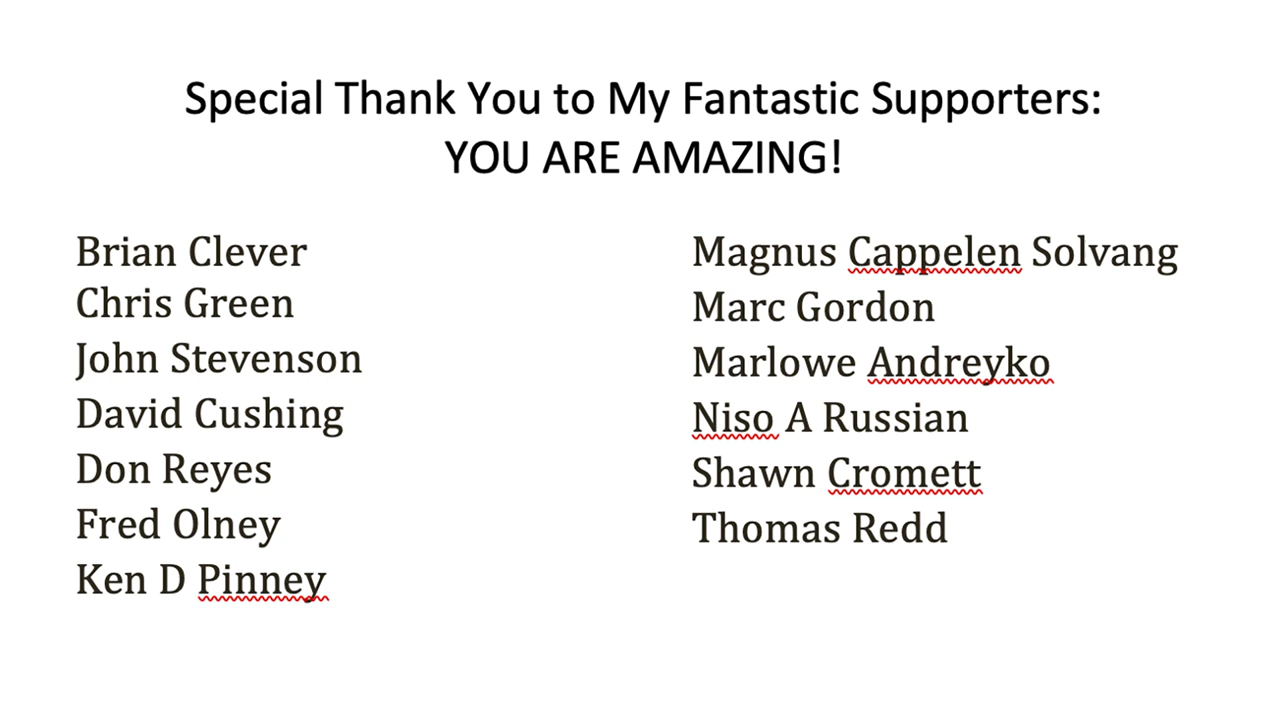 Special Thank You to My Fantastic Supporters:
YOU ARE AMAZING!
Brian Clever
Chris Green
John Stevenson
David Cushing
Don Reyes
Fred Olney
Ken D Pinney
Magnus Cappelen Solvang
Marc Gordon
Marlowe Andreyko
Niso A Russian
Shawn Cromett
Thomas Redd